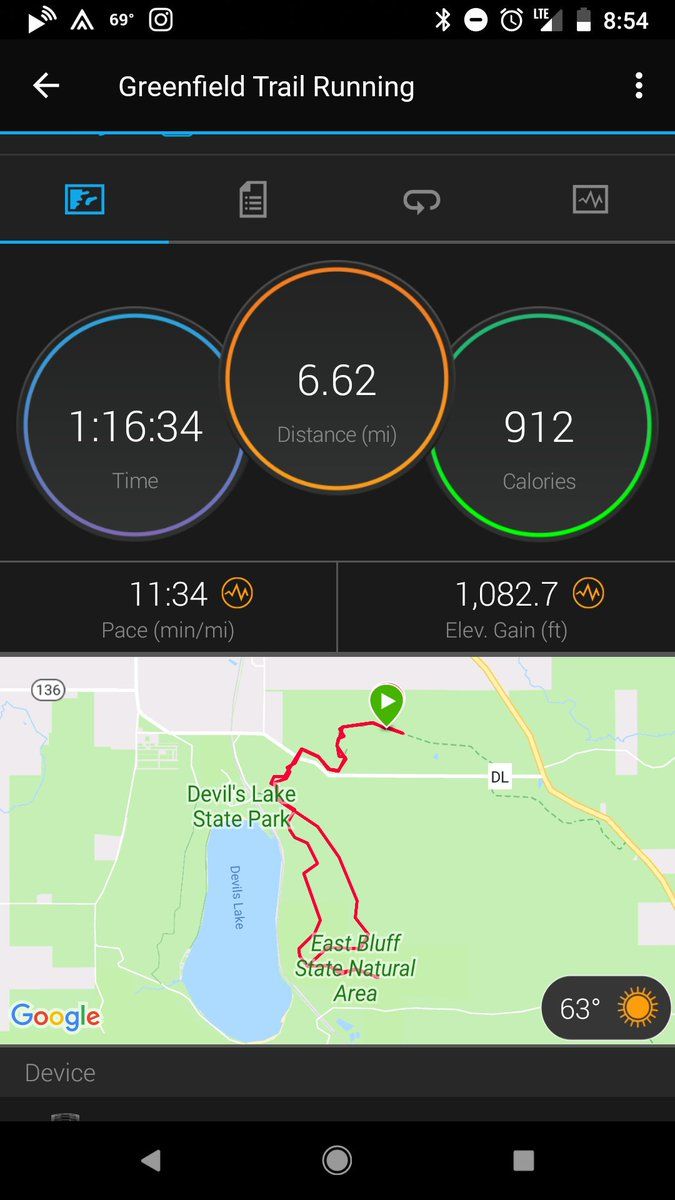 69°
LTE
8:54
Greenfield Trail Running
6.62
Distance (mi)
1:16:34
Time
912
Calories
11:34
Pace (min/mi)
1,082.7
Elev. Gain (ft)
136
DL
Devil's Lake
State Park
Devils Lake
East Bluff
State Natural
Area
Google
63°
Device